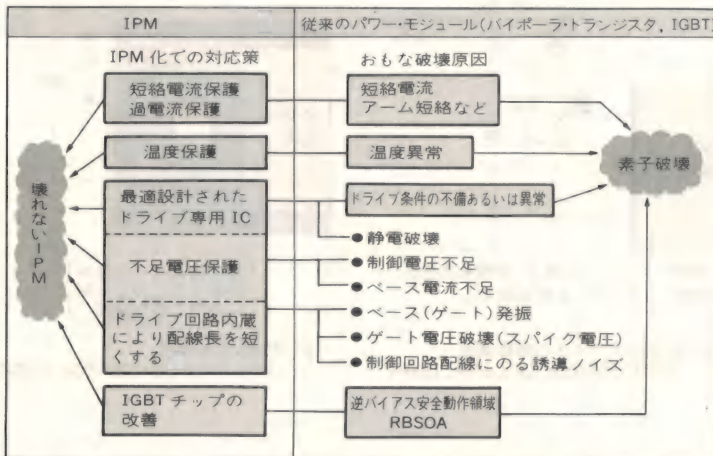 IPM
従来のパワー・モジュール(バイポーラ・トランジスタ, IGBT)
IPM化での対応策
おもな破壊原因
短絡電流保護
過電流保護
短絡電流
アーム短絡など
温度保護
温度異常
素子破壊
壊れないIPM
最適設計された
ドライブ専用IC
ドライブ条件の不備あるいは異常
●静電破壊
不足電圧保護
●制御電圧不足
●ベース電流不足
ドライブ回路内蔵
により配線長を短
くする
●ベース(ゲート)発振
●ゲート電圧破壊(スパイク電圧)
●制御回路配線にのる誘導ノイズ
IGBTチップの
改善
逆バイアス安全動作領域
RBSOA